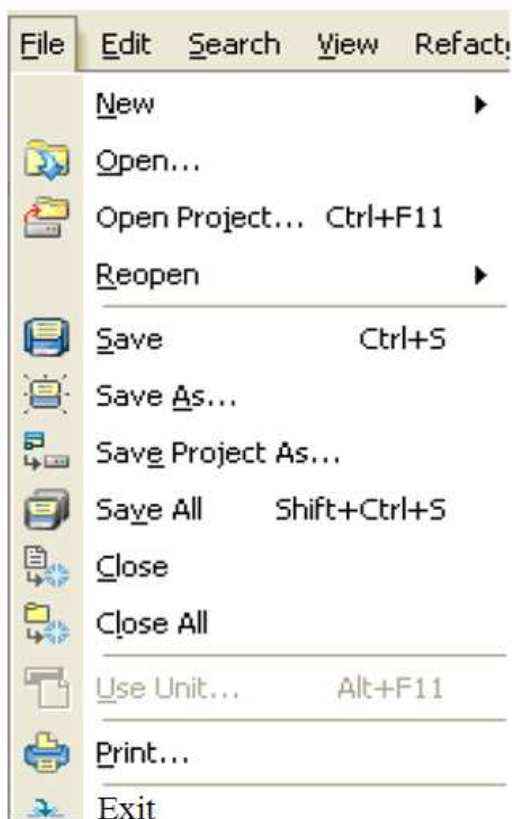 File Edit Search View Refact
New
Open...
Open Project... Ctrl+F11
Reopen
Save Ctrl+S
Save As...
Save Project As...
Save All Shift+Ctrl+S
Close
Close All
Use Unit... Alt+F11
Print...
Exit